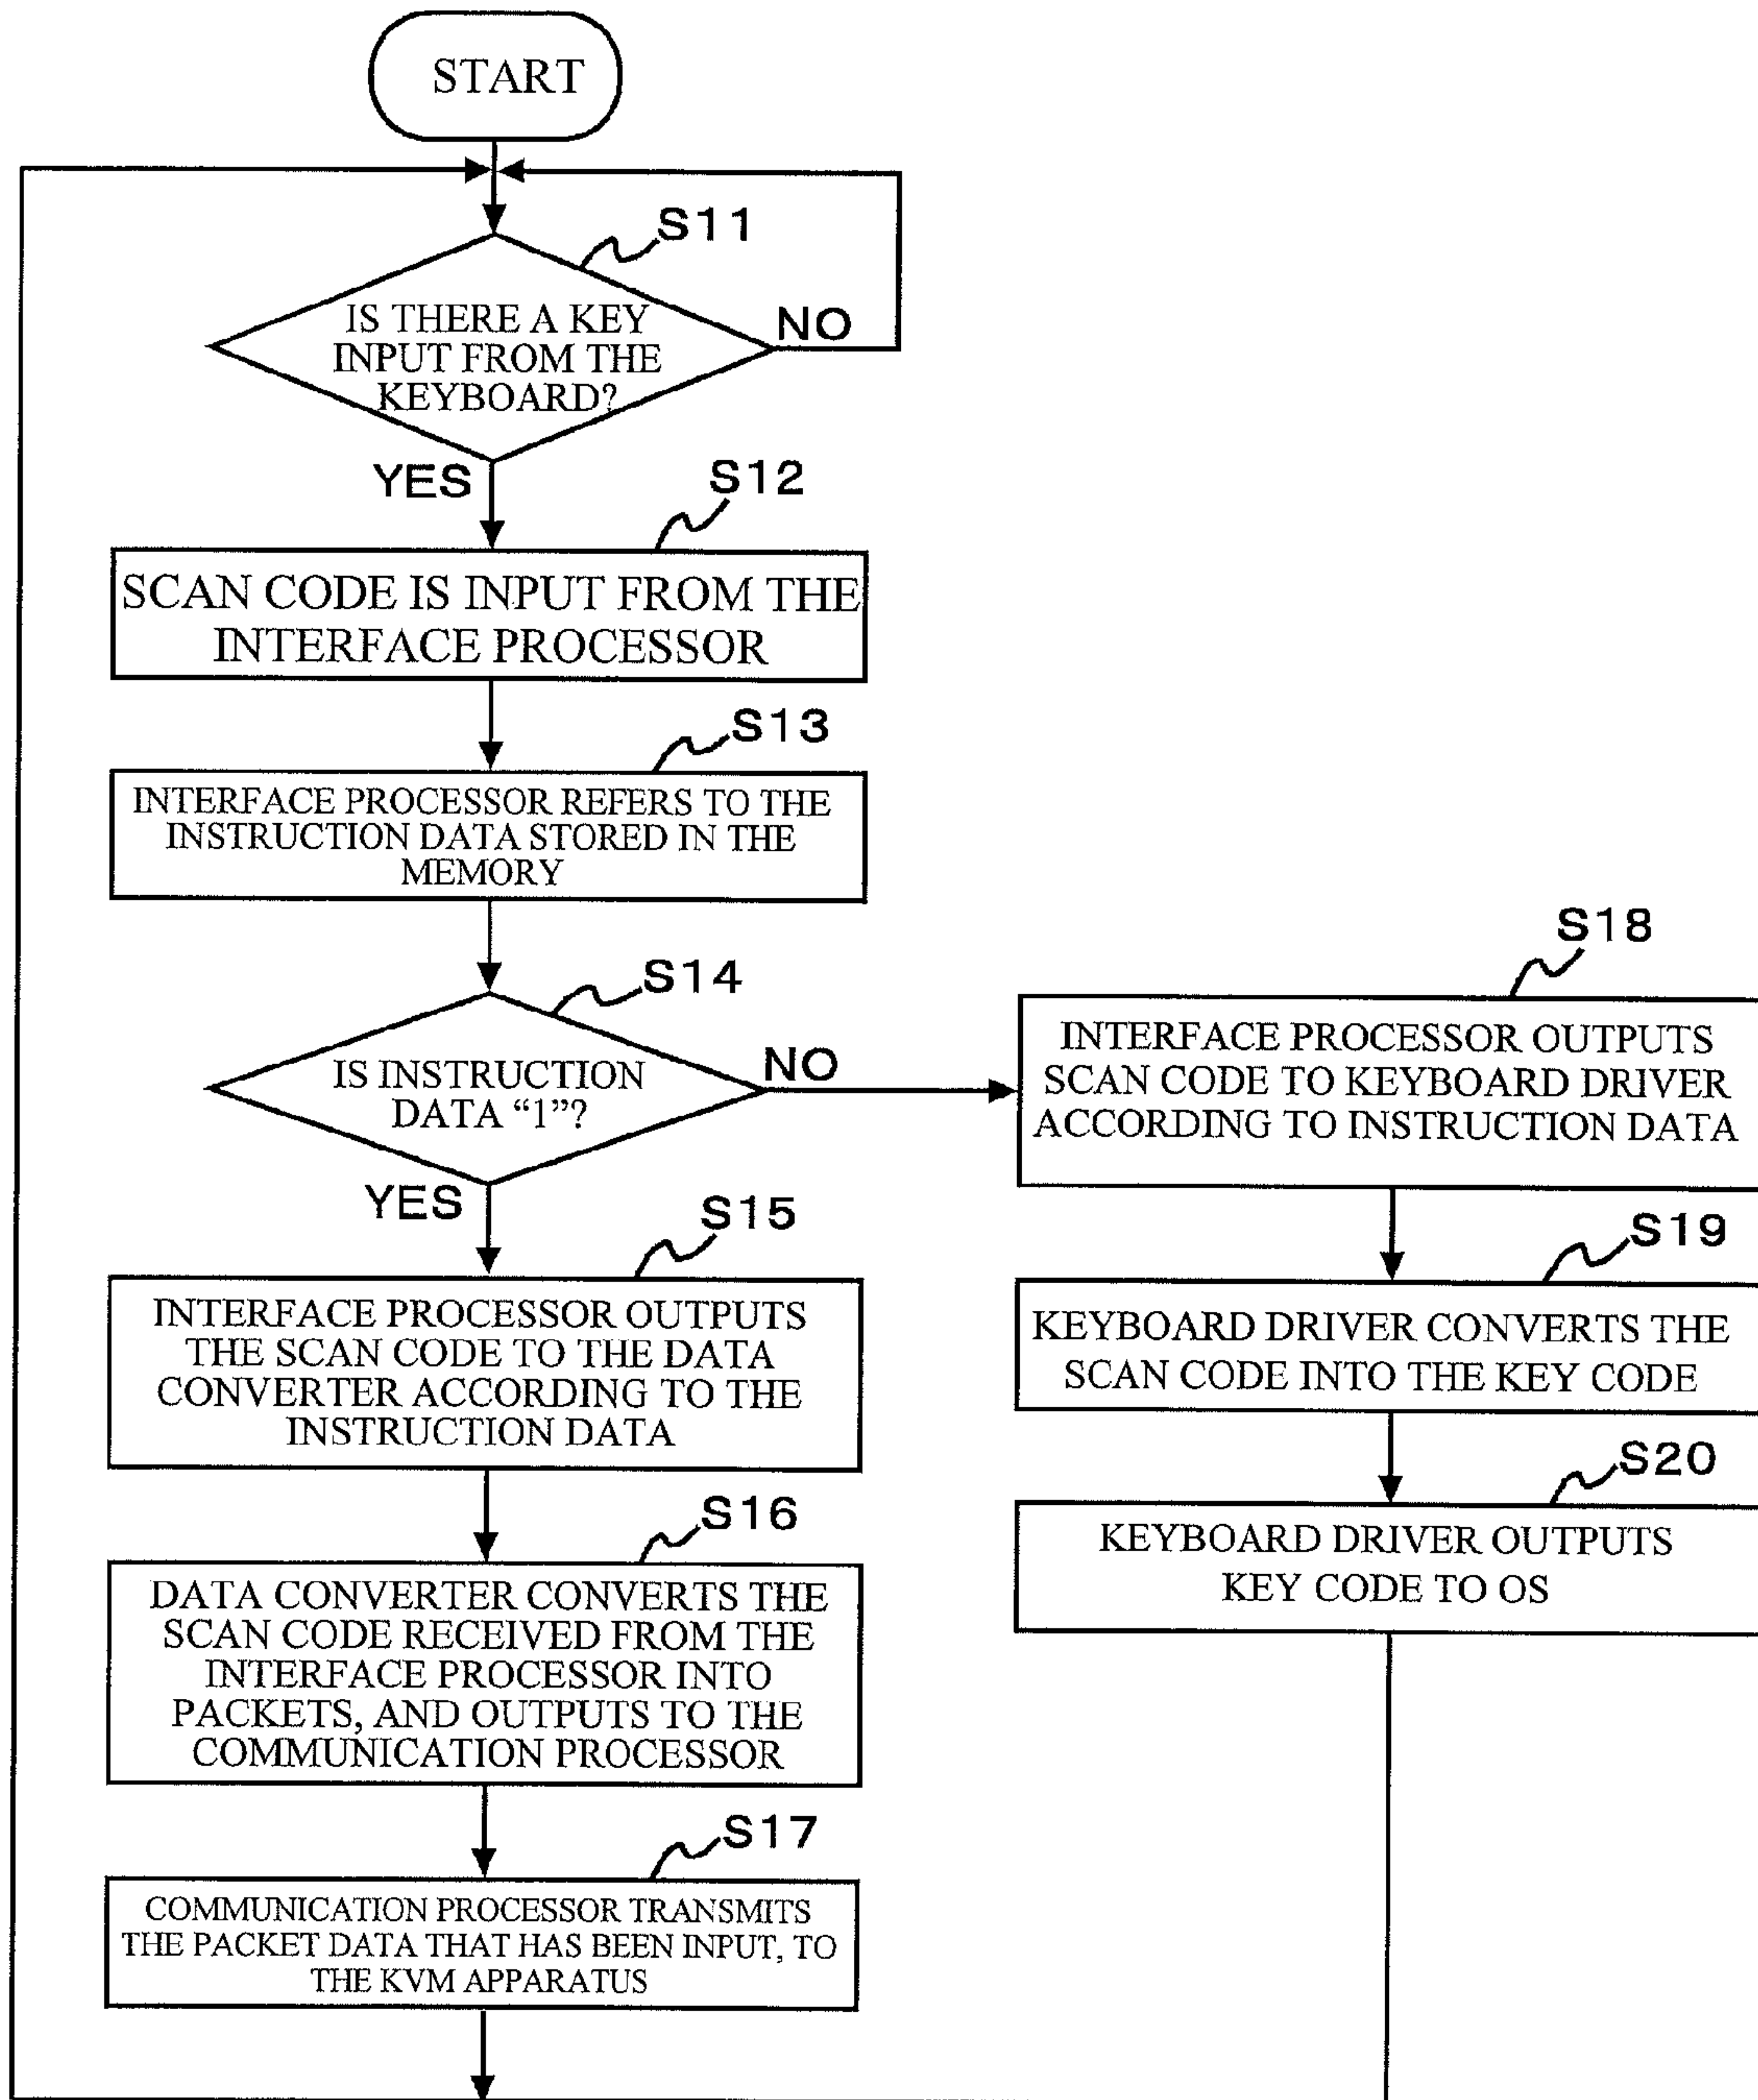 START
S11
IS THERE A KEY
INPUT FROM THE
KEYBOARD?
NO
YES
S12
SCAN CODE IS INPUT FROM THE
INTERFACE PROCESSOR
S13
INTERFACE PROCESSOR REFERS TO THE
INSTRUCTION DATA STORED IN THE
MEMORY
S14
IS INSTRUCTION
DATA “1”?
NO
YES
S15
INTERFACE PROCESSOR OUTPUTS
THE SCAN CODE TO THE DATA
CONVERTER ACCORDING TO THE
INSTRUCTION DATA
S16
DATA CONVERTER CONVERTS THE
SCAN CODE RECEIVED FROM THE
INTERFACE PROCESSOR INTO
PACKETS, AND OUTPUTS TO THE
COMMUNICATION PROCESSOR
S17
COMMUNICATION PROCESSOR TRANSMITS
THE PACKET DATA THAT HAS BEEN INPUT, TO
THE KVM APPARATUS
S18
INTERFACE PROCESSOR OUTPUTS
SCAN CODE TO KEYBOARD DRIVER
ACCORDING TO INSTRUCTION DATA
S19
KEYBOARD DRIVER CONVERTS THE
SCAN CODE INTO THE KEY CODE
S20
KEYBOARD DRIVER OUTPUTS
KEY CODE TO OS